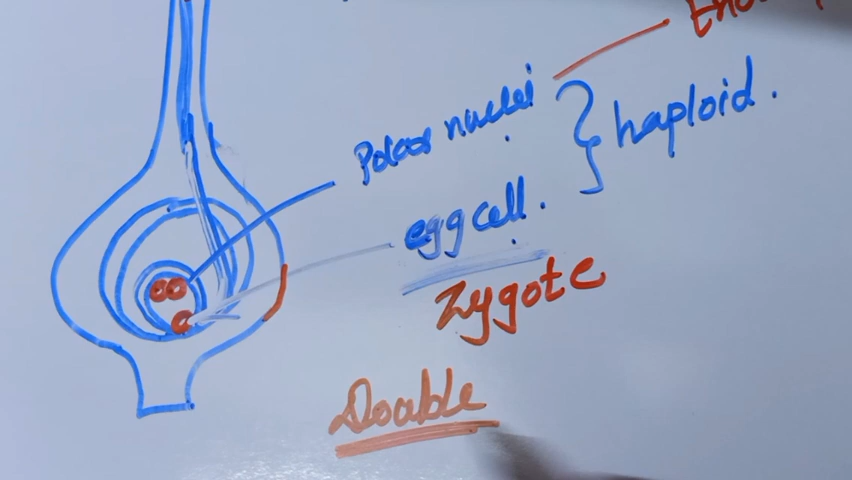 Polar nuclei
haploid.
egg cell.
Zygote
Double